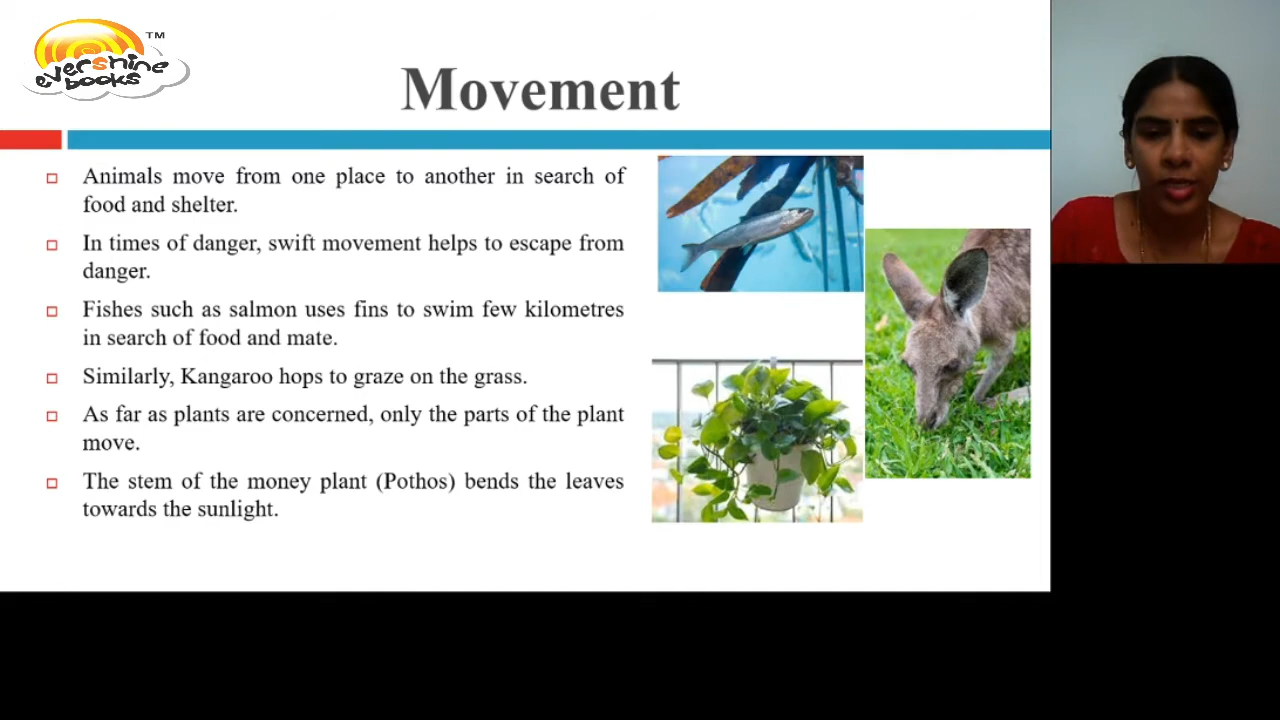 TM
evershine
books
Movement
Animals move from one place to another in search of
food and shelter.
In times of danger, swift movement helps to escape from
danger.
Fishes such as salmon uses fins to swim few kilometres
in search of food and mate.
Similarly, Kangaroo hops to graze on the grass.
As far as plants are concerned, only the parts of the plant
move.
The stem of the money plant (Pothos) bends the leaves
towards the sunlight.